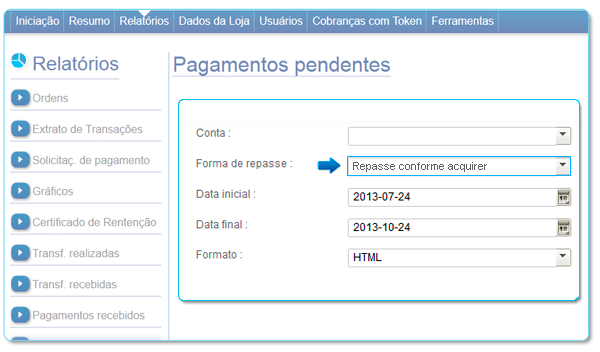 Iniciação Resumo Relatórios Dados da Loja Usuários Cobranças com Token Ferramentas
Relatórios
Ordens
Extrato de Transações
Solicitaç. de pagamento
Gráficos
Certificado de Rentenção
Transf. realizadas
Transf. recebidas
Pagamentos recebidos
Pagamentos pendentes
Conta :
Forma de repasse : Repasse conforme acquirer
Data inicial : 2013-07-24
Data final : 2013-10-24
Formato : HTML